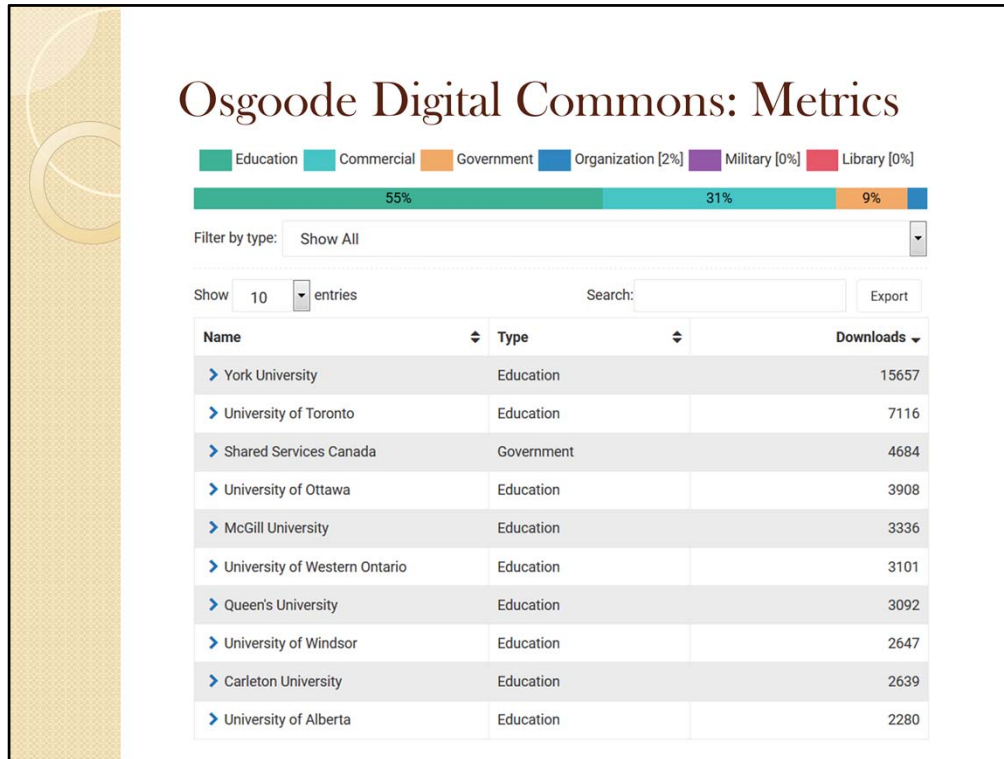 Osgoode Digital Commons: Metrics
Education Commercial Government Organization [2%] Military [0%] Library [0%]
55% 31% 9%
Filter by type: Show All
Show 10 entries Search: Export
Name Type Downloads
York University Education 15657
University of Toronto Education 7116
Shared Services Canada Government 4684
University of Ottawa Education 3908
McGill University Education 3336
University of Western Ontario Education 3101
Queen's University Education 3092
University of Windsor Education 2647
Carleton University Education 2639
University of Alberta Education 2280